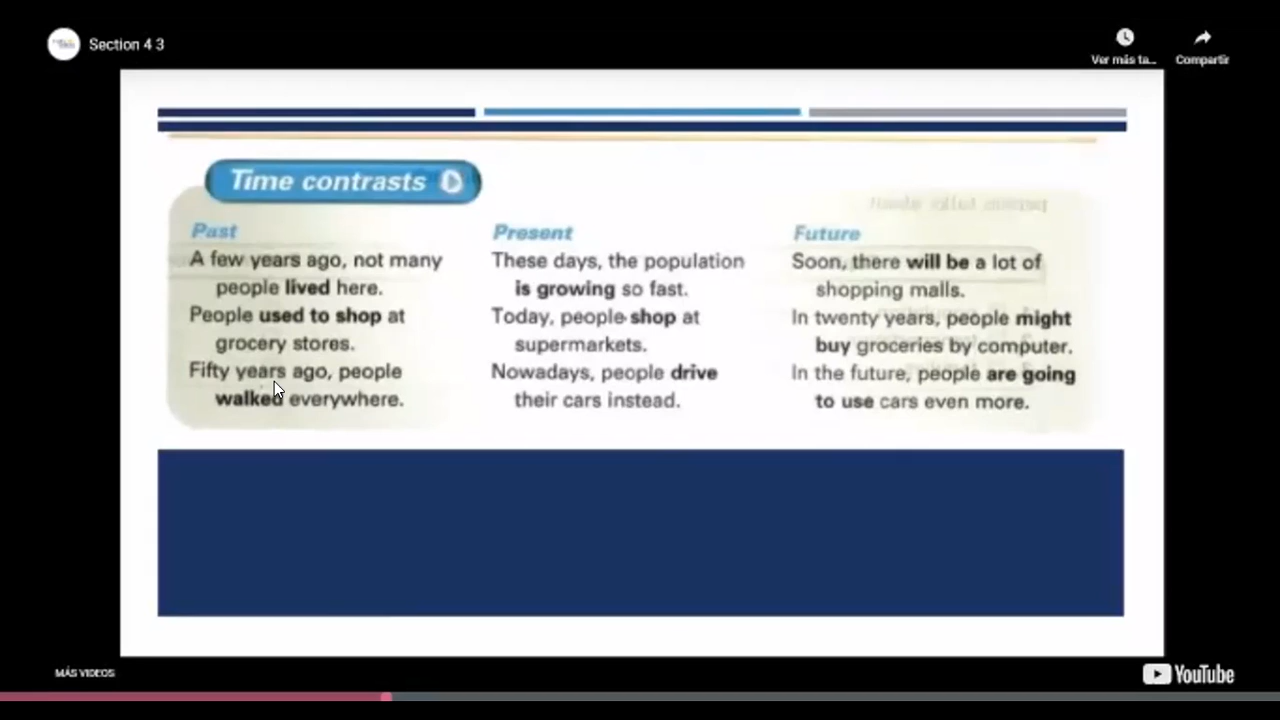 Section 4 3
Ver más ta...
Compartir
Time contrasts
Past
A few years ago, not many
people lived here.
People used to shop at
grocery stores.
Fifty years ago, people
walked everywhere.
Present
These days, the population
is growing so fast.
Today, people shop at
supermarkets.
Nowadays, people drive
their cars instead.
Future
Soon, there will be a lot of
shopping malls.
In twenty years, people might
buy groceries by computer.
In the future, people are going
to use cars even more.
MÁS VIDEOS
YouTube